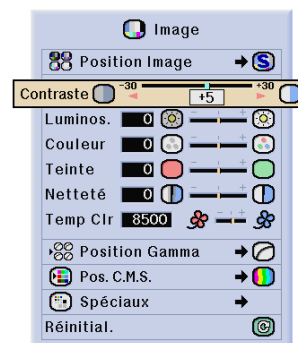 Image
Position Image
S
Contraste -30 +5 +30
Luminos. 0 - +
Couleur 0 - +
Teinte 0 - +
Netteté 0 - +
Temp Clr 8500 - +
Position Gamma
Pos. C.M.S.
Spéciaux
Réinitial.